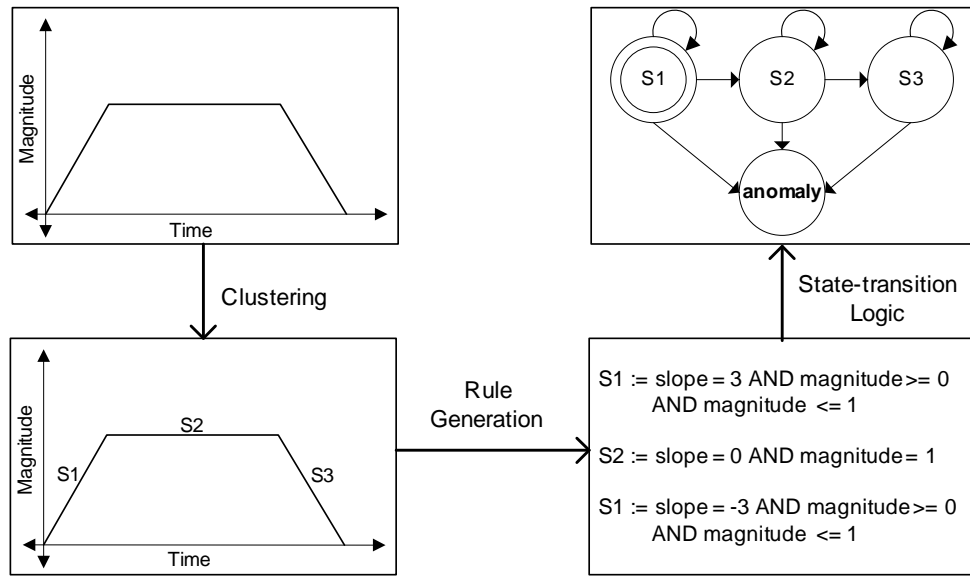 Magnitude
Time
Clustering
Magnitude
S1
S2
S3
Time
Rule
Generation
S1 := slope = 3 AND magnitude >= 0
AND magnitude <= 1
S2 := slope = 0 AND magnitude = 1
S1 := slope = -3 AND magnitude >= 0
AND magnitude <= 1
State-transition
Logic
S1
S2
S3
anomaly